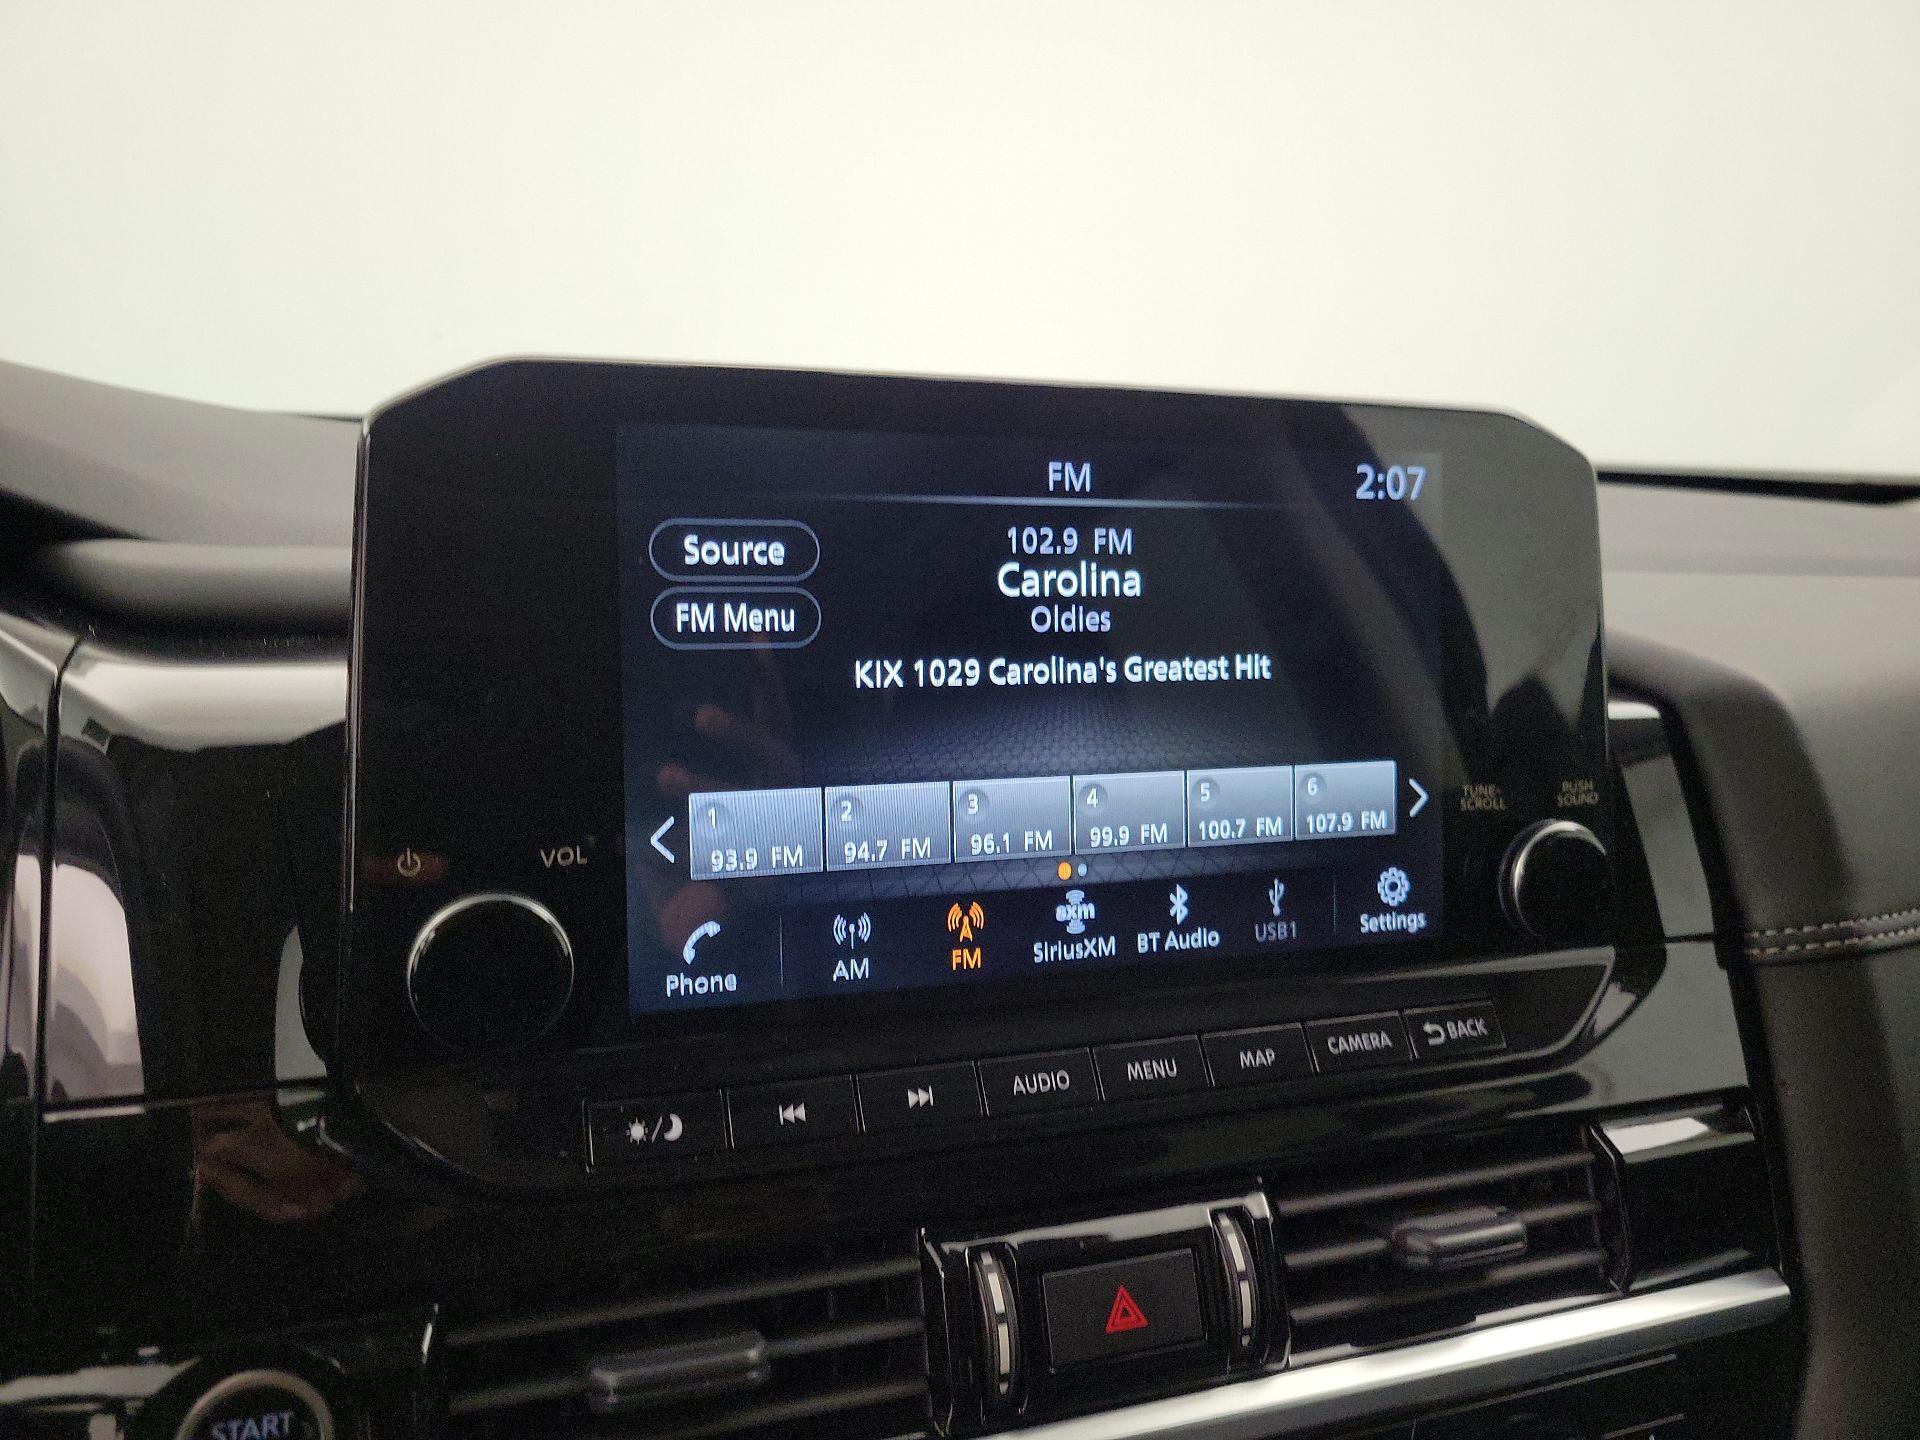 FM
2:07
Source
102.9 FM
Carolina
FM Menu
Oldies
KIX 1029 Carolina's Greatest Hit
1 2 3 4 5 6
93.9 FM 94.7 FM 96.1 FM 99.9 FM 100.7 FM 107.9 FM
VOL
TUNE·SCROLL
PUSH SOUND
sxm
Phone AM FM SiriusXM BT Audio USB1 Settings
AUDIO MENU MAP CAMERA BACK
START